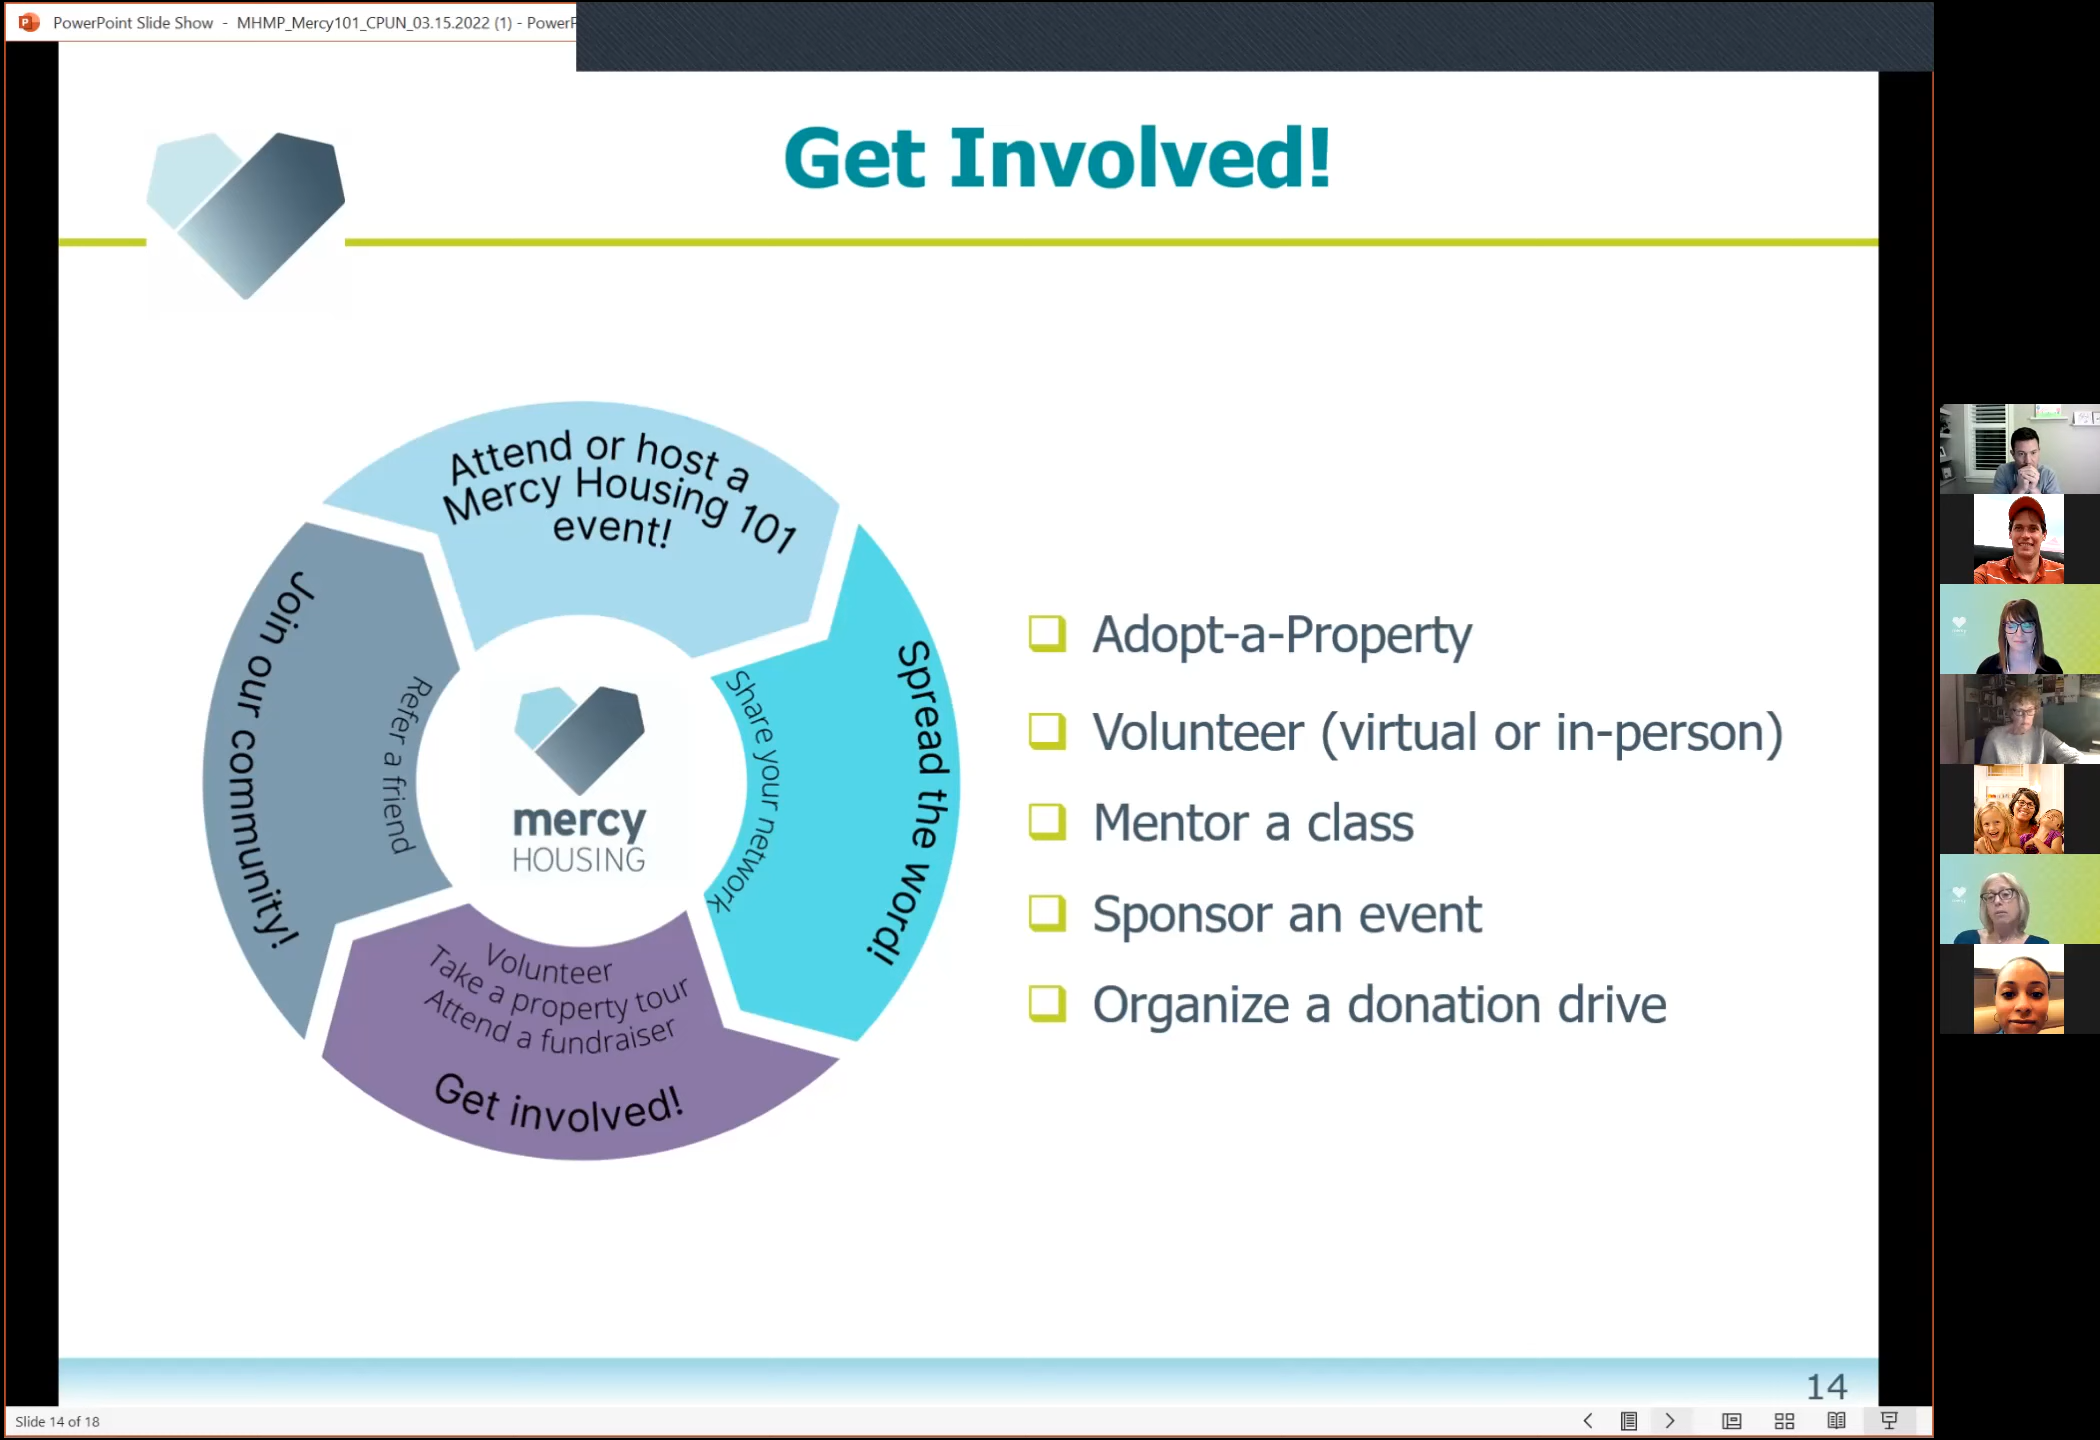 PowerPoint Slide Show - MHMP_Mercy101_CPUN_03.15.2022 (1) - PowerP
Get Involved!
Attend or host a
Mercy Housing 101
event!
Spread the word!
Share your network
Volunteer
Take a property tour
Attend a fundraiser
Get involved!
Join our community!
Refer a friend
mercy
HOUSING
Adopt-a-Property
Volunteer (virtual or in-person)
Mentor a class
Sponsor an event
Organize a donation drive
14
Slide 14 of 18